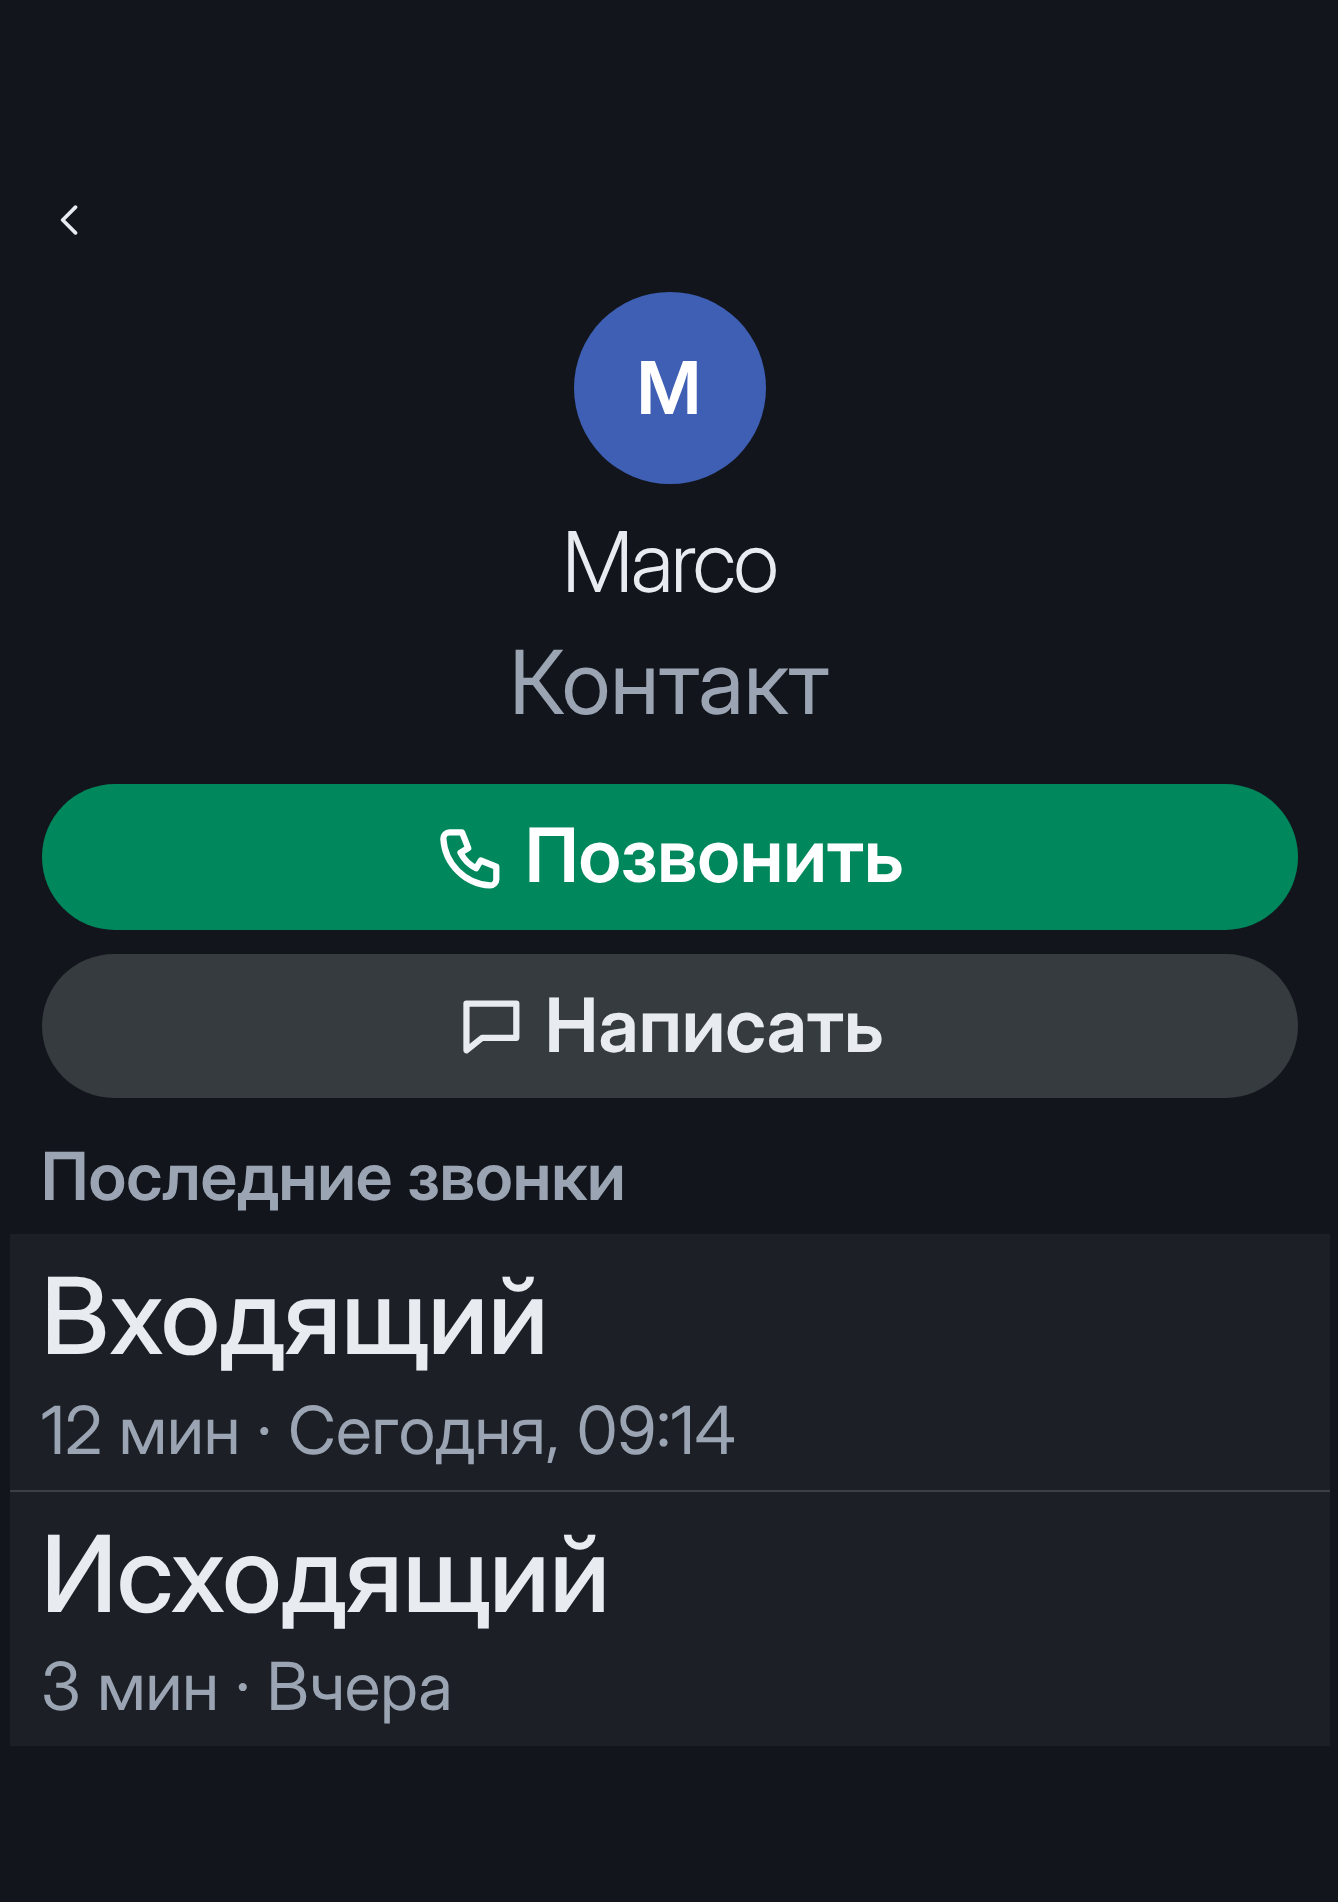 M
Marco
Контакт
Позвонить
Написать
Последние звонки
Входящий
12 мин · Сегодня, 09:14
Исходящий
3 мин · Вчера